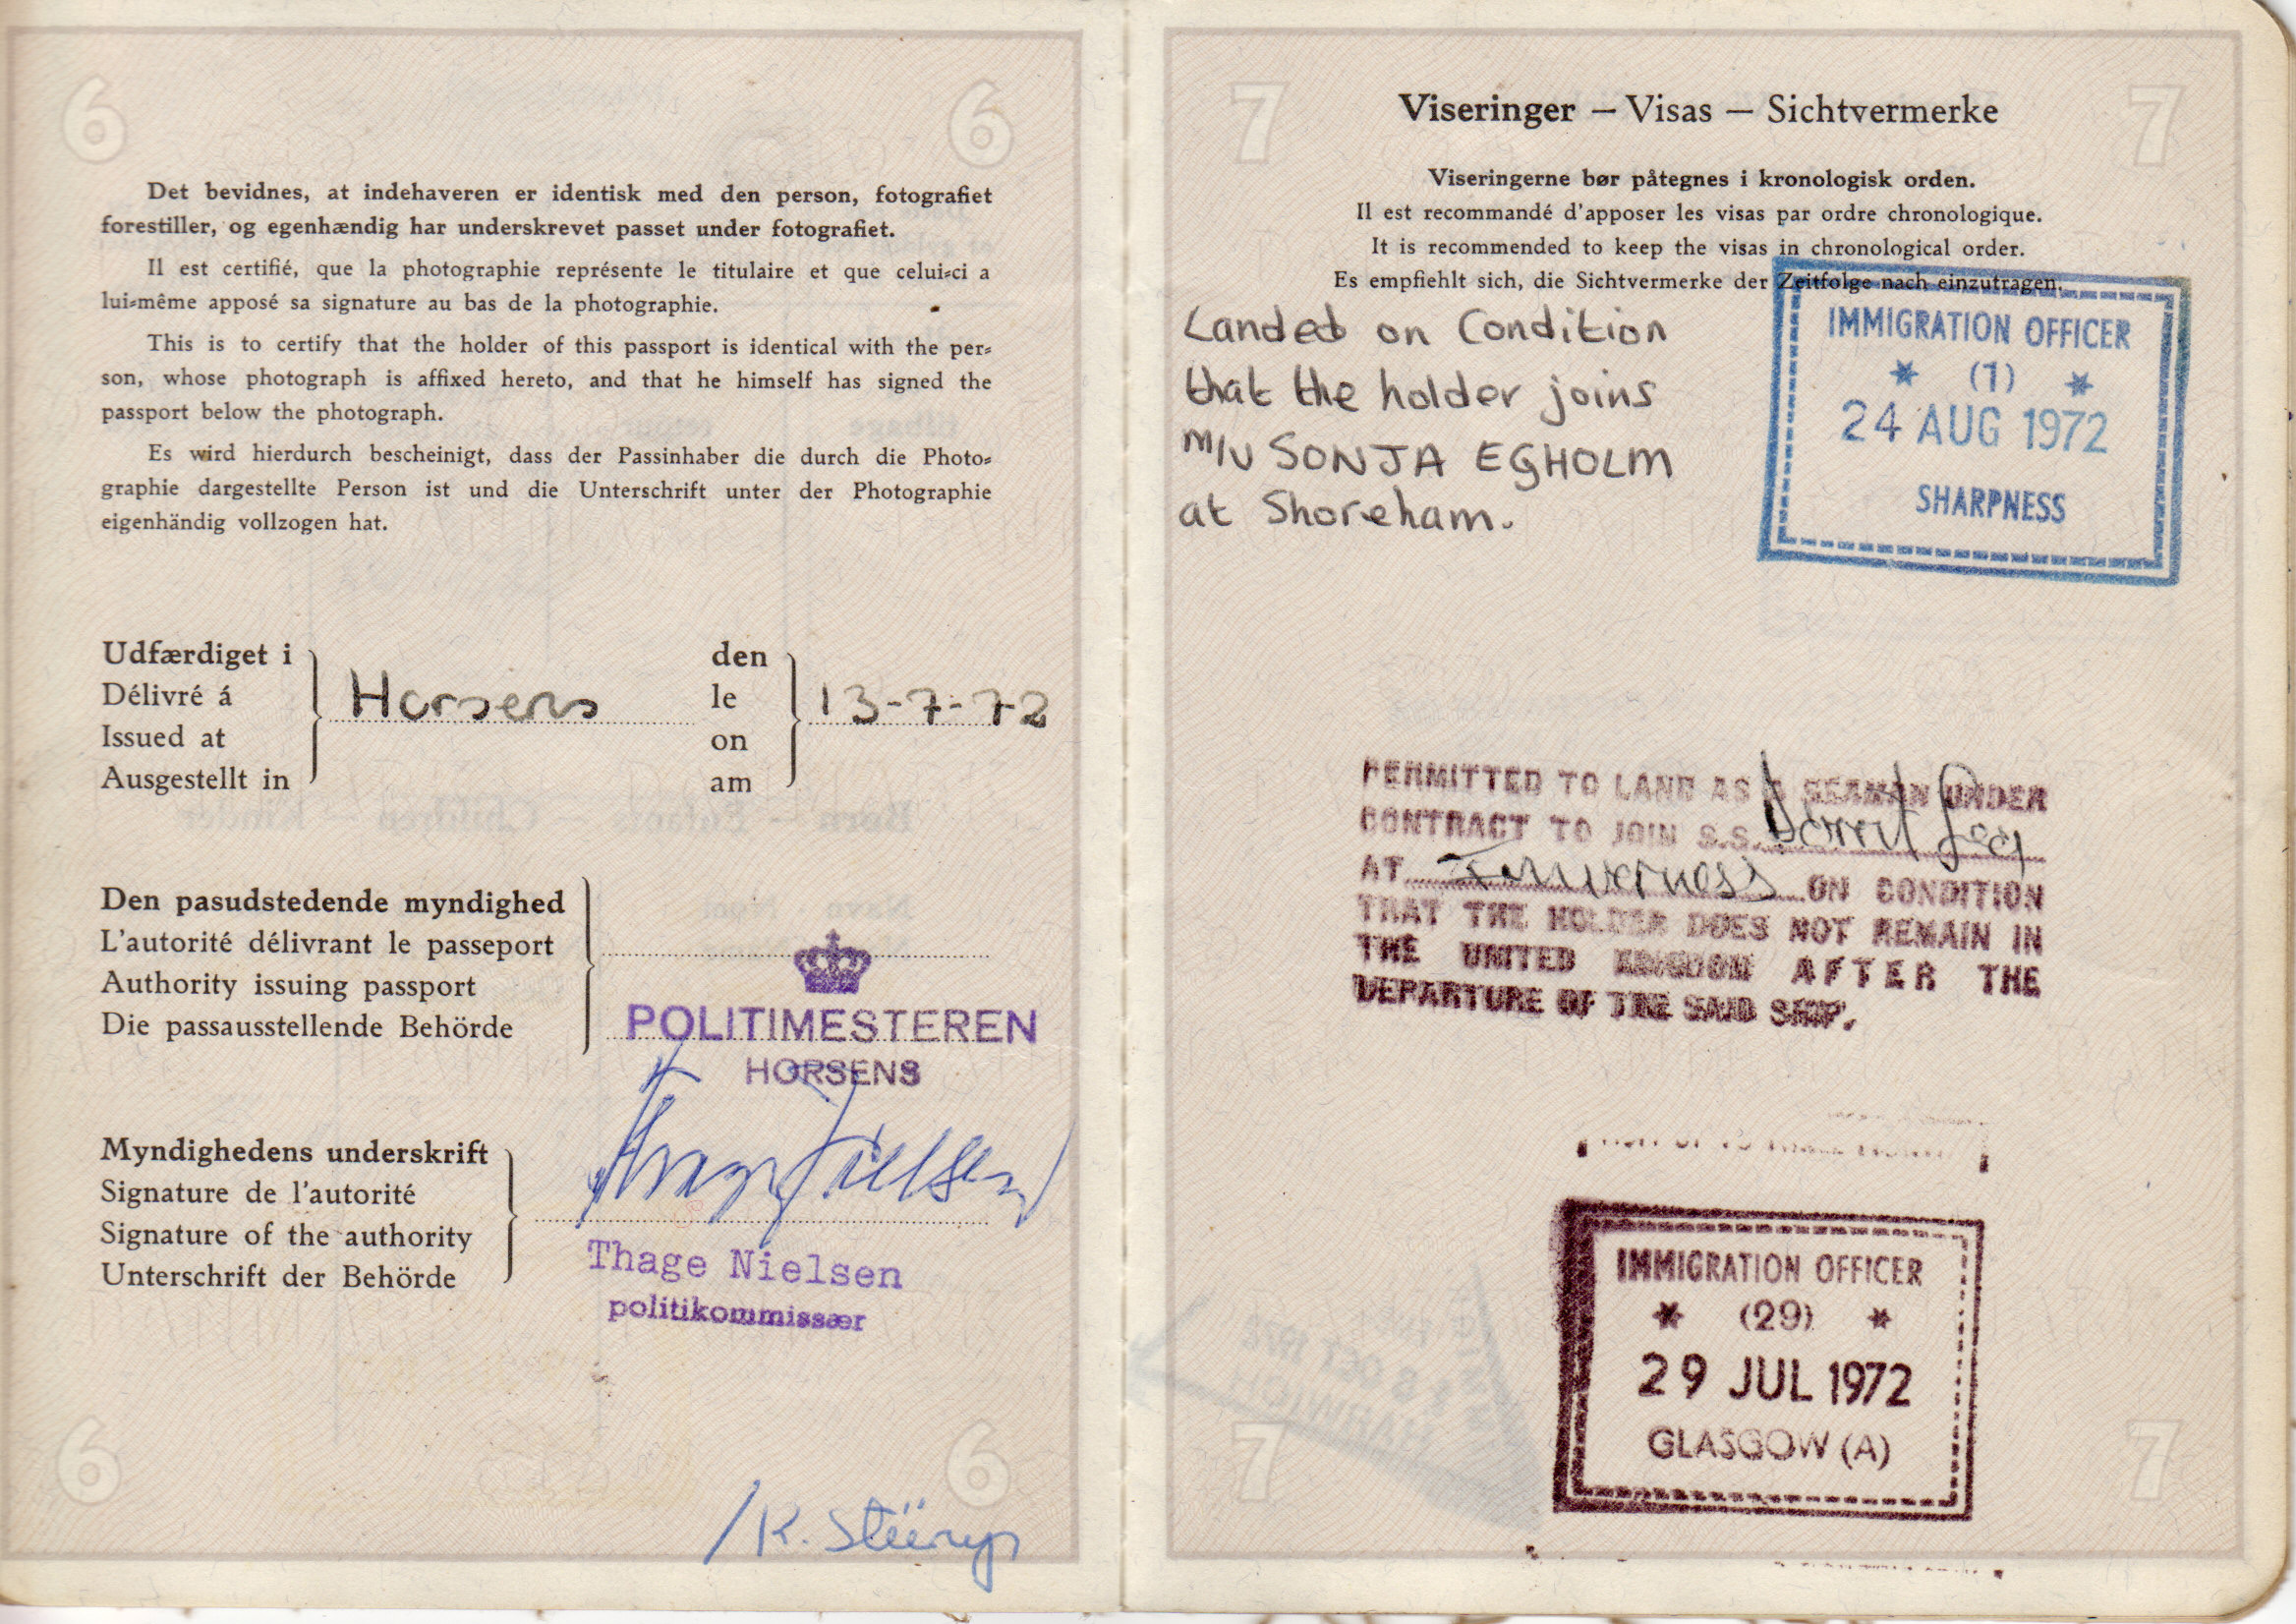 6 6
Det bevidnes, at indehaveren er identisk med den person, fotografiet
forestiller, og egenhændig har underskrevet passet under fotografiet.
Il est certifié, que la photographie représente le titulaire et que celui-ci a
lui-même apposé sa signature au bas de la photographie.
This is to certify that the holder of this passport is identical with the per-
son, whose photograph is affixed hereto, and that he himself has signed the
passport below the photograph.
Es wird hierdurch bescheinigt, dass der Passinhaber die durch die Photo-
graphie dargestellte Person ist und die Unterschrift unter der Photographie
eigenhändig vollzogen hat.
Udfærdiget i
Délivré á
Issued at
Ausgestellt in
Horsens
den
le
on
am
13-7-72
Den pasudstedende myndighed
L'autorité délivrant le passeport
Authority issuing passport
Die passausstellende Behörde
POLITIMESTEREN
HORSENS
Myndighedens underskrift
Signature de l'autorité
Signature of the authority
Unterschrift der Behörde
Thage Nielsen
Thage Nielsen
politikommissær
6 6
/K.
7 7
Viseringer — Visas — Sichtvermerke
Viseringerne bør påtegnes i kronologisk orden.
Il est recommandé d'apposer les visas par ordre chronologique.
It is recommended to keep the visas in chronological order.
Es empfiehlt sich, die Sichtvermerke der Zeitfolge nach einzutragen.
Landed on Condition
that the holder joins
M/V SONJA EGHOLM
at Shoreham.
IMMIGRATION OFFICER
* (1) *
24 AUG 1972
SHARPNESS
PERMITTED TO LAND AS A SEAMAN UNDER
CONTRACT TO JOIN S.S.
AT Inverness ON CONDITION
THAT THE HOLDER DOES NOT REMAIN IN
THE UNITED KINGDOM AFTER THE
DEPARTURE OF THE SAID SHIP.
IMMIGRATION OFFICER
* (29) *
29 JUL 1972
GLASGOW (A)
7 7